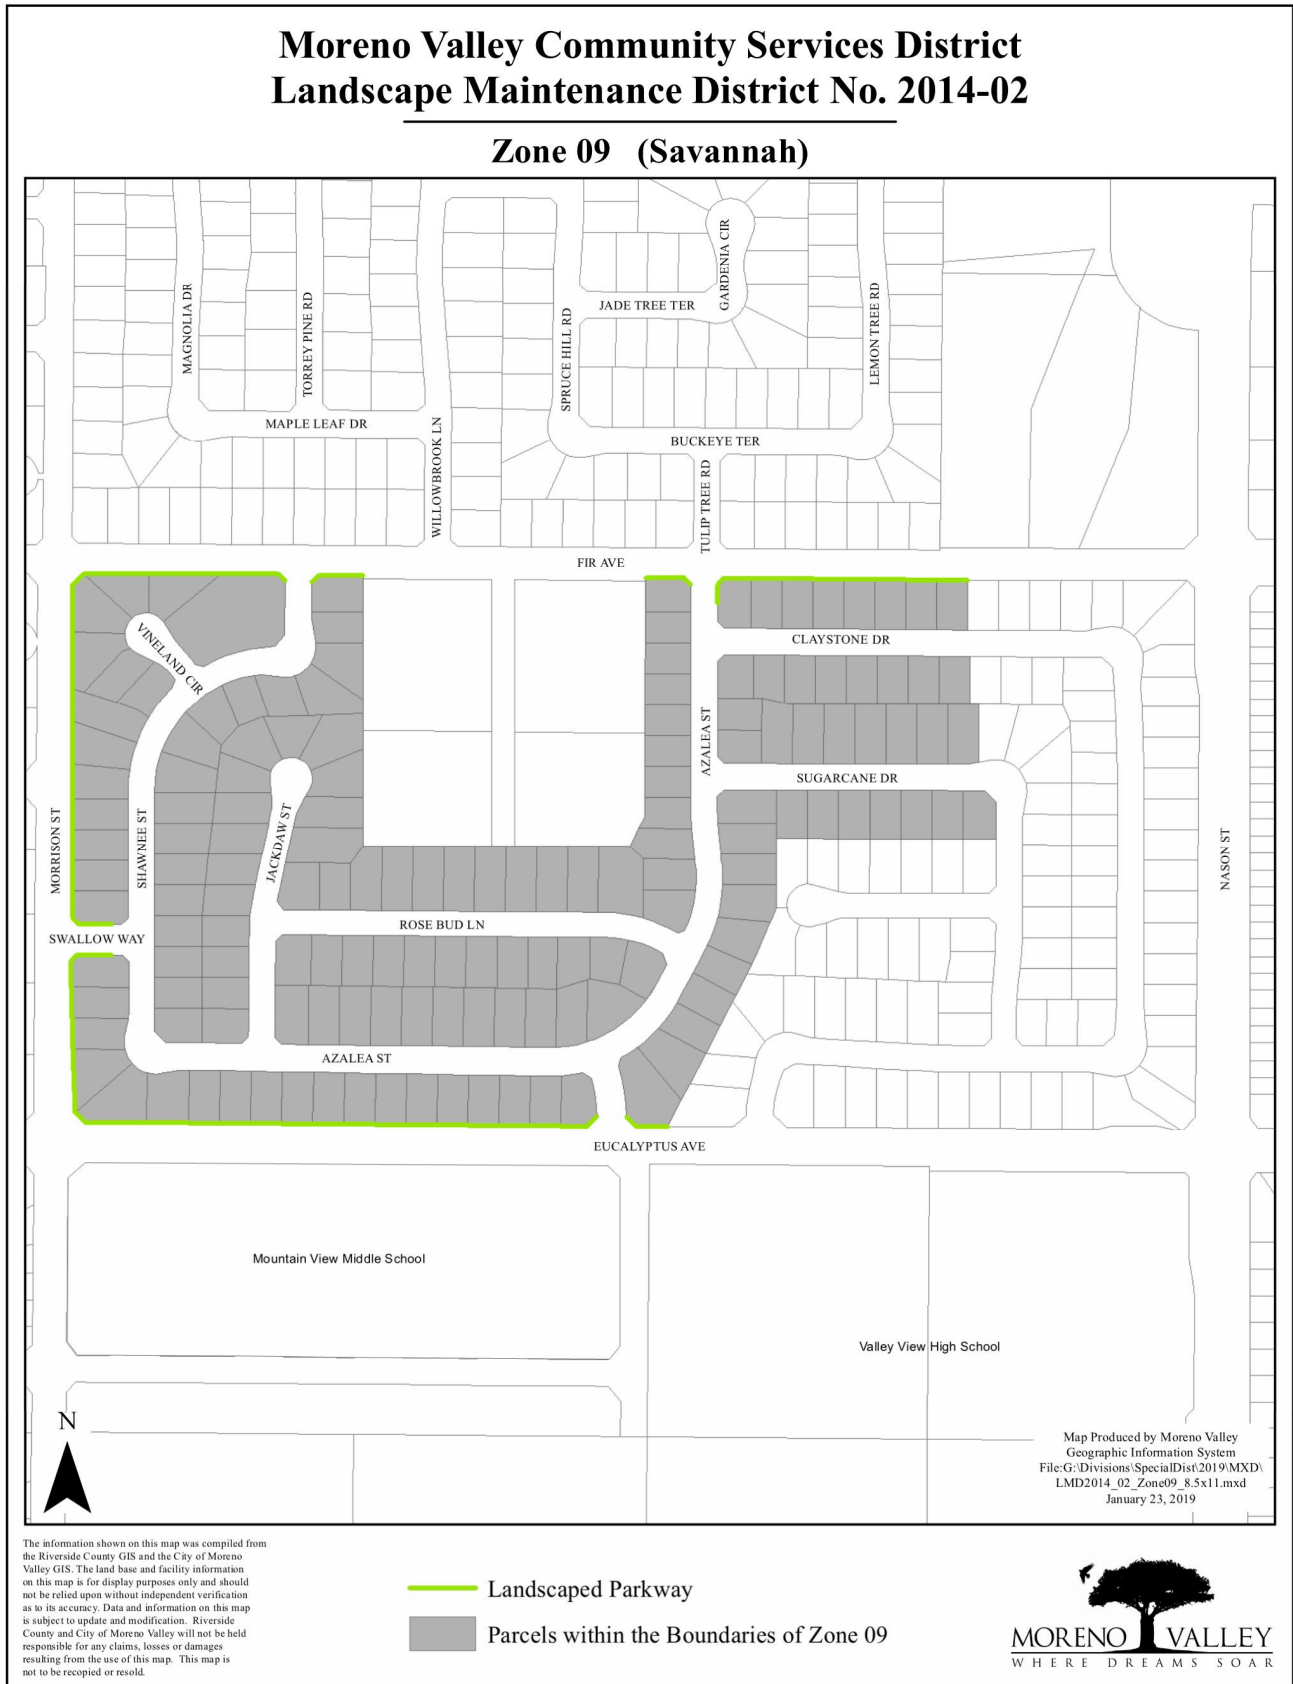 Moreno Valley Community Services District
Landscape Maintenance District No. 2014-02
Zone 09 (Savannah)
GARDENIA CIR
JADE TREE TER
MAGNOLIA DR
TORREY PINE RD
SPRUCE HILL RD
LEMON TREE RD
MAPLE LEAF DR
WILLOWBROOK LN
BUCKEYE TER
TULIP TREE RD
FIR AVE
VINELAND CIR
CLAYSTONE DR
AZALEA ST
SUGARCANE DR
MORRISON ST
SHAWNEE ST
JACKDAW ST
NASON ST
ROSE BUD LN
SWALLOW WAY
AZALEA ST
EUCALYPTUS AVE
Mountain View Middle School
Valley View High School
N
Map Produced by Moreno Valley
Geographic Information System
File:G:\Divisions\SpecialDist\2019\MXD\
LMD2014_02_Zone09_8.5x11.mxd
January 23, 2019
The information shown on this map was compiled from
the Riverside County GIS and the City of Moreno
Valley GIS. The land base and facility information
on this map is for display purposes only and should
not be relied upon without independent verification
as to its accuracy. Data and information on this map
is subject to update and modification. Riverside
County and City of Moreno Valley will not be held
responsible for any claims, losses or damages
resulting from the use of this map. This map is
not to be recopied or resold.
Landscaped Parkway
Parcels within the Boundaries of Zone 09
MORENO VALLEY
WHERE DREAMS SOAR